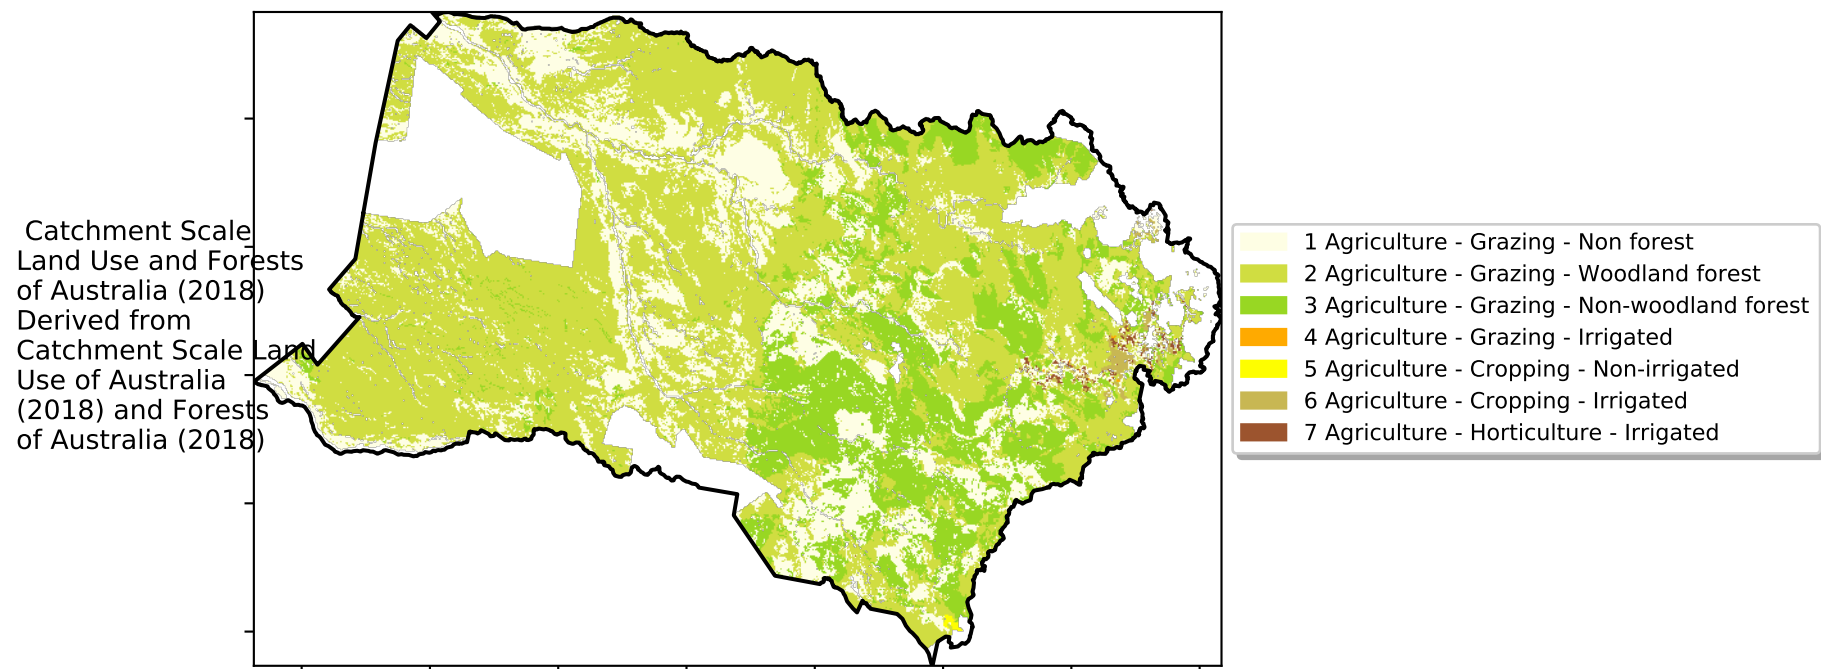 Catchment Scale
Land Use and Forests
of Australia (2018)
Derived from
Catchment Scale Land
Use of Australia
(2018) and Forests
of Australia (2018)
1 Agriculture - Grazing - Non forest
2 Agriculture - Grazing - Woodland forest
3 Agriculture - Grazing - Non-woodland forest
4 Agriculture - Grazing - Irrigated
5 Agriculture - Cropping - Non-irrigated
6 Agriculture - Cropping - Irrigated
7 Agriculture - Horticulture - Irrigated